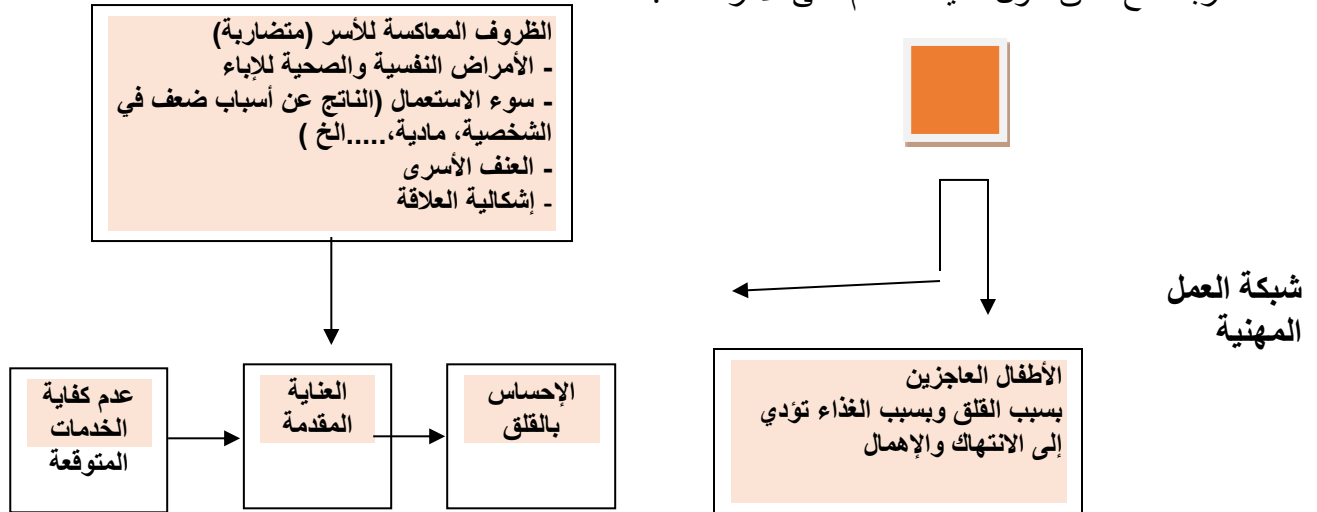 الظروف المعاكسة للأسر (متضاربة)
- الأمراض النفسية والصحية للإباء
- سوء الاستعمال (الناتج عن أسباب ضعف في
الشخصية، مادية،.....الخ )
- العنف الأسرى
- إشكالية العلاقة
شبكة العمل
المهنية
الأطفال العاجزين
بسبب القلق وبسبب الغذاء تؤدي
إلى الانتهاك والإهمال
الإحساس
بالقلق
العناية
المقدمة
عدم كفاية
الخدمات
المتوقعة